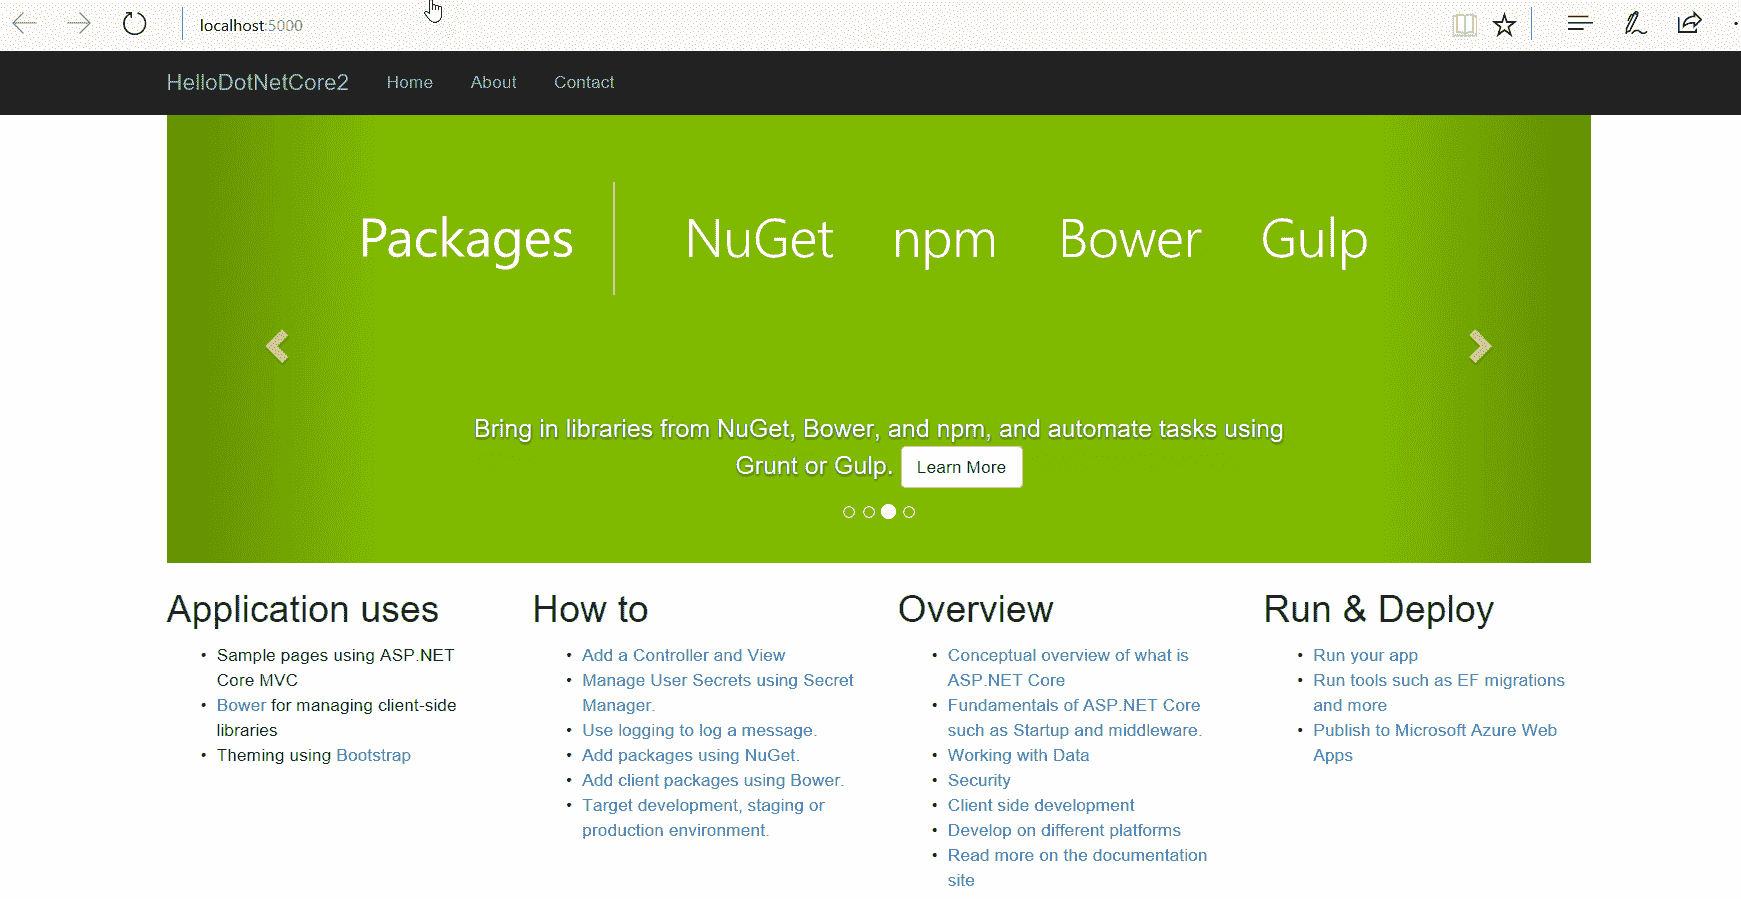 localhost:5000
HelloDotNetCore2 Home About Contact
Packages NuGet npm Bower Gulp
Bring in libraries from NuGet, Bower, and npm, and automate tasks using
Grunt or Gulp. Learn More
Application uses
• Sample pages using ASP.NET
Core MVC
• Bower for managing client-side
libraries
• Theming using Bootstrap
How to
• Add a Controller and View
• Manage User Secrets using Secret
Manager.
• Use logging to log a message.
• Add packages using NuGet.
• Add client packages using Bower.
• Target development, staging or
production environment.
Overview
• Conceptual overview of what is
ASP.NET Core
• Fundamentals of ASP.NET Core
such as Startup and middleware.
• Working with Data
• Security
• Client side development
• Develop on different platforms
• Read more on the documentation
site
Run & Deploy
• Run your app
• Run tools such as EF migrations
and more
• Publish to Microsoft Azure Web
Apps